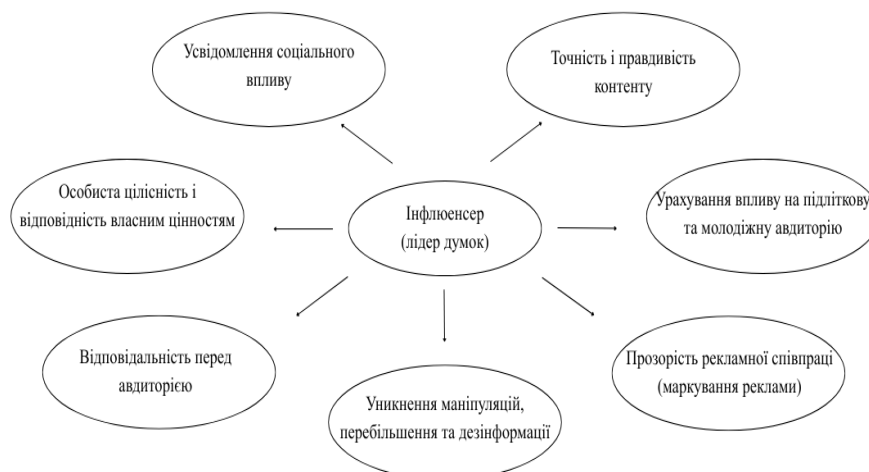 Усвідомлення соціального
впливу
Точність і правдивість
контенту
Особиста цілісність і
відповідність власним цінностям
Інфлюенсер
(лідер думок)
Урахування впливу на підліткову
та молодіжну авдиторію
Відповідальність перед
авдиторією
Уникнення маніпуляцій,
перебільшення та дезінформації
Прозорість рекламної співпраці
(маркування реклами)